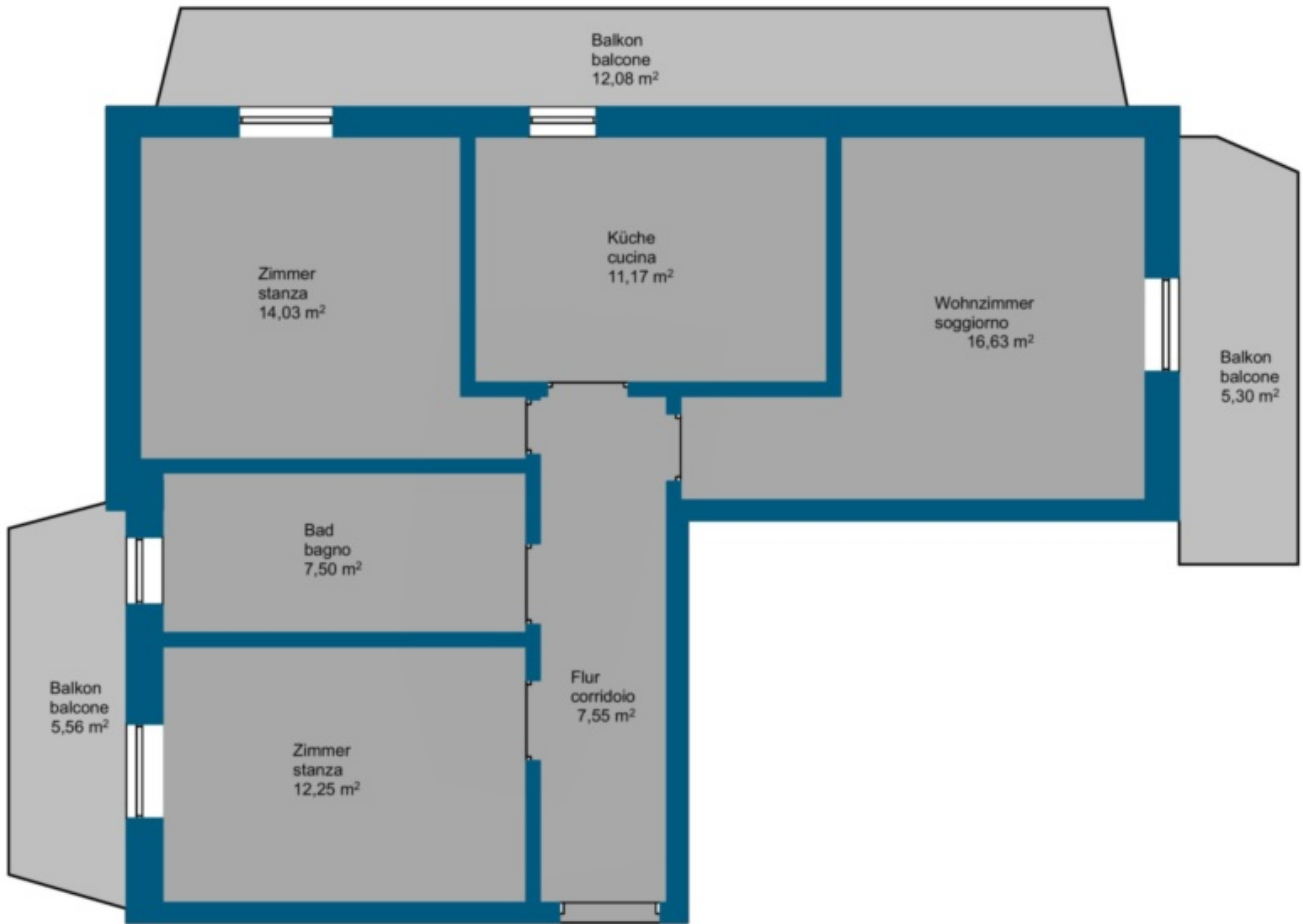 Balkon
balcone
12,08 m²
Zimmer
stanza
14,03 m²
Küche
cucina
11,17 m²
Wohnzimmer
soggiorno
16,63 m²
Balkon
balcone
5,30 m²
Bad
bagno
7,50 m²
Balkon
balcone
5,56 m²
Zimmer
stanza
12,25 m²
Flur
corridoio
7,55 m²